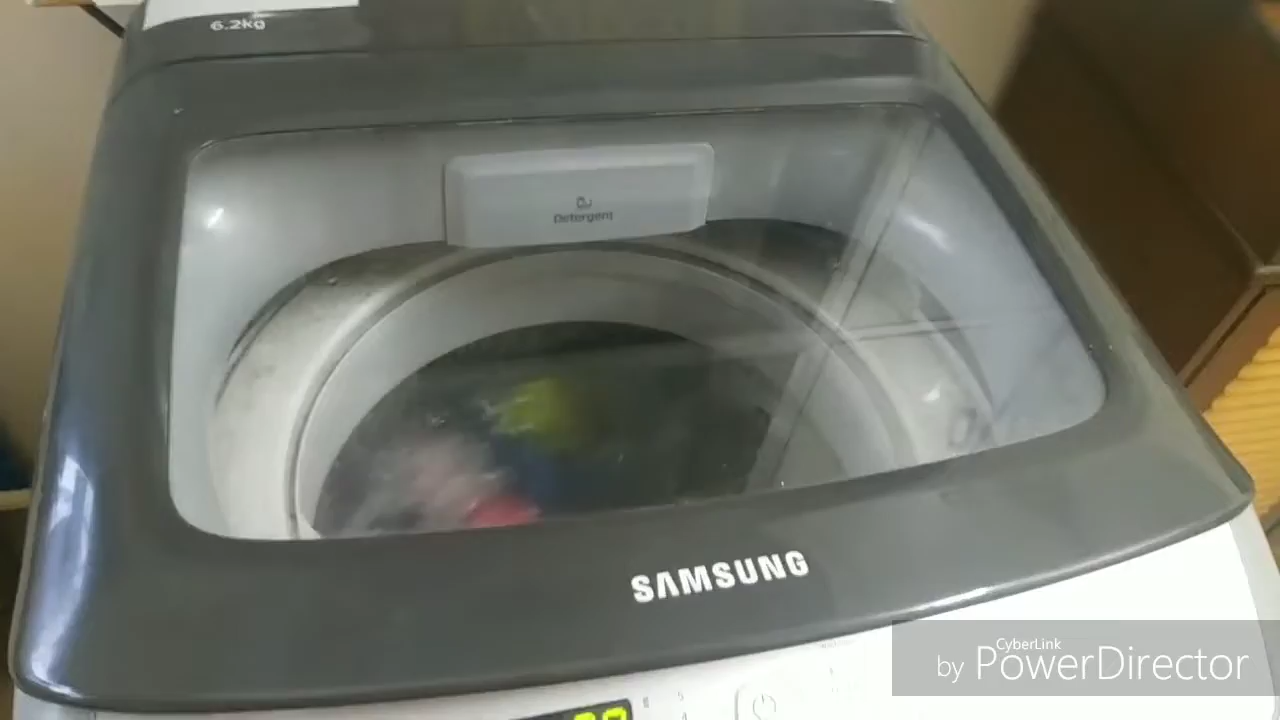 6.2kg
Detergent
SAMSUNG
CyberLink
by PowerDirector